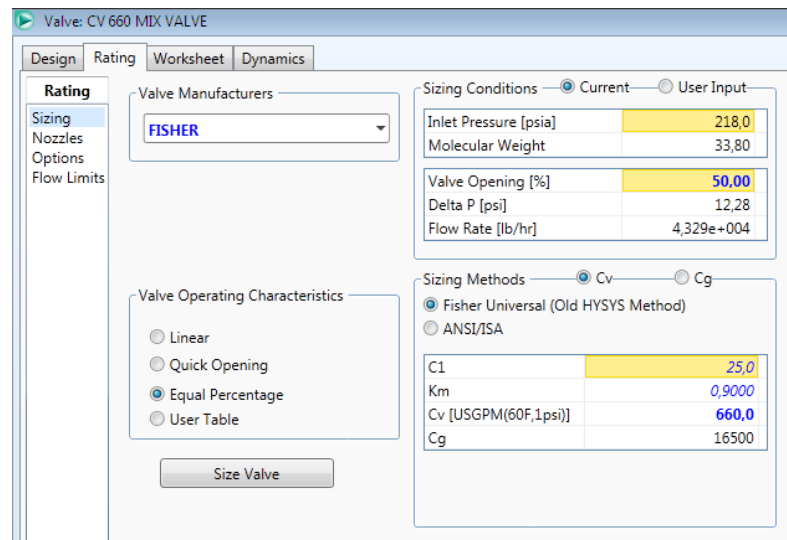 Valve: CV 660 MIX VALVE
Design Rating Worksheet Dynamics
Rating
Sizing
Nozzles
Options
Flow Limits
Valve Manufacturers
FISHER
Valve Operating Characteristics
Linear
Quick Opening
Equal Percentage
User Table
Size Valve
Sizing Conditions Current User Input
Inlet Pressure [psia] 218,0
Molecular Weight 33,80
Valve Opening [%] 50,00
Delta P [psi] 12,28
Flow Rate [lb/hr] 4,329e+004
Sizing Methods Cv Cg
Fisher Universal (Old HYSYS Method)
ANSI/ISA
C1 25,0
Km 0,9000
Cv [USGPM(60F,1psi)] 660,0
Cg 16500